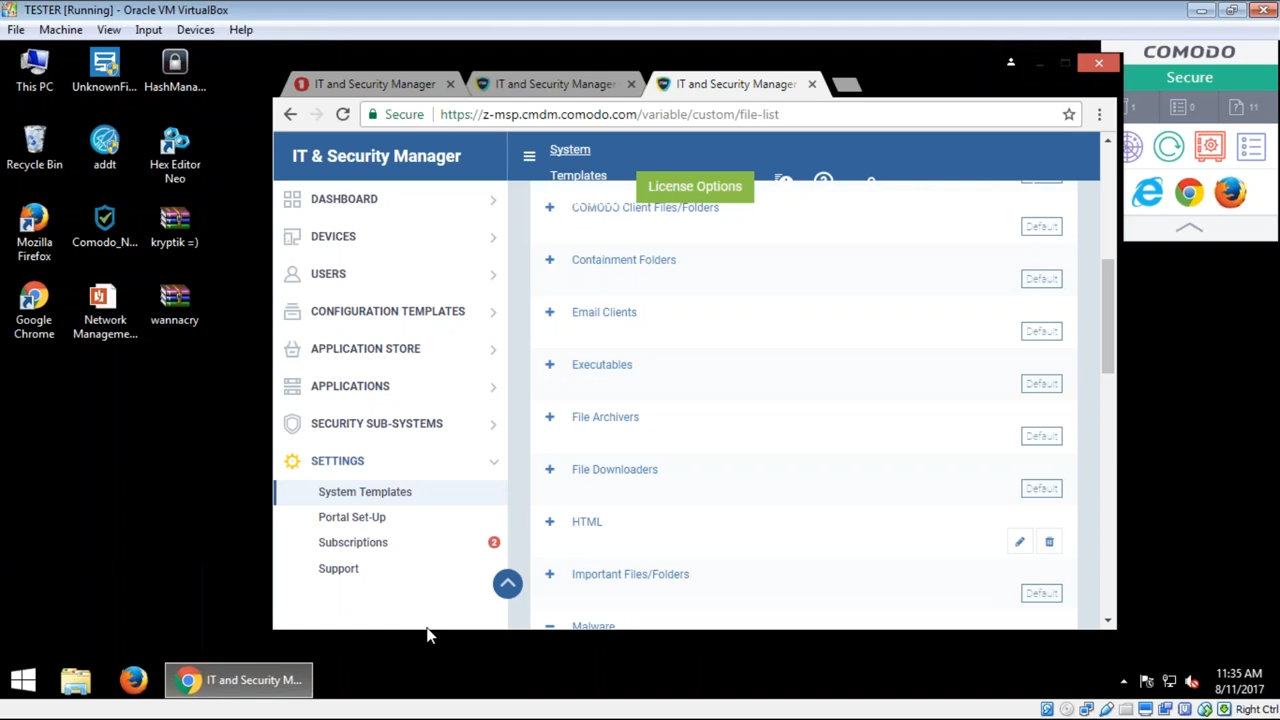 TESTER [Running] - Oracle VM VirtualBox
File Machine View Input Devices Help
This PC
UnknownFi...
HashMana...
Recycle Bin
addt
Hex Editor
Neo
Mozilla
Firefox
Comodo_N...
kryptik =)
Google
Chrome
Network
Manageme...
wannacry
IT and Security Manager
IT and Security Manager
IT and Security Manager
Secure
https://z-msp.cmdm.comodo.com/variable/custom/file-list
IT & Security Manager
System
Templates
License Options
DASHBOARD
DEVICES
USERS
CONFIGURATION TEMPLATES
APPLICATION STORE
APPLICATIONS
SECURITY SUB-SYSTEMS
SETTINGS
System Templates
Portal Set-Up
Subscriptions
2
Support
COMODO Client Files/Folders
Default
Containment Folders
Default
Email Clients
Default
Executables
Default
File Archivers
Default
File Downloaders
Default
HTML
Important Files/Folders
Default
Malware
COMODO
Secure
1
0
11
IT and Security M...
11:35 AM
8/11/2017
Right Ctrl